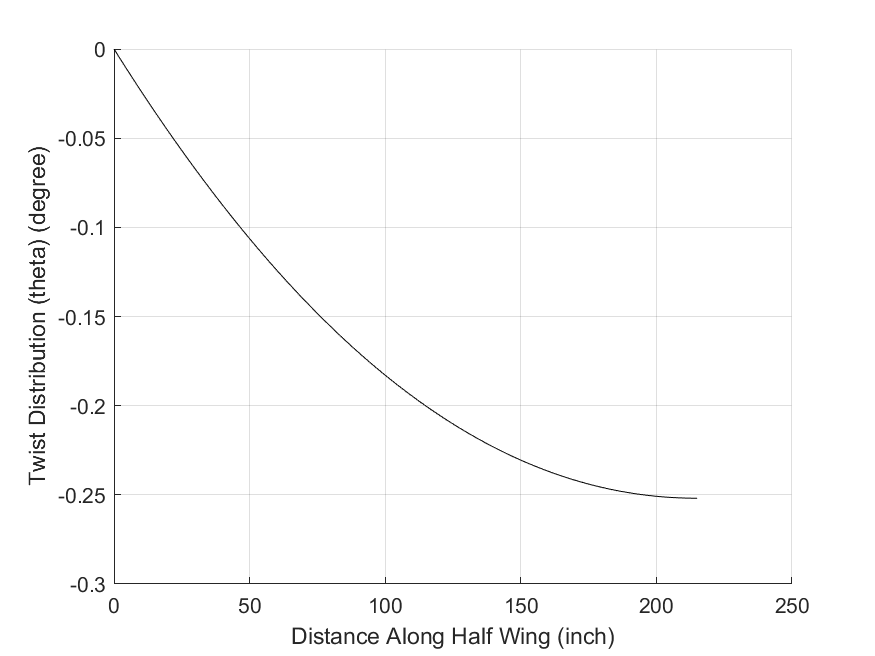 0
-0.05
-0.1
-0.15
-0.2
-0.25
-0.3
Twist Distribution (theta) (degree)
0 50 100 150 200 250
Distance Along Half Wing (inch)